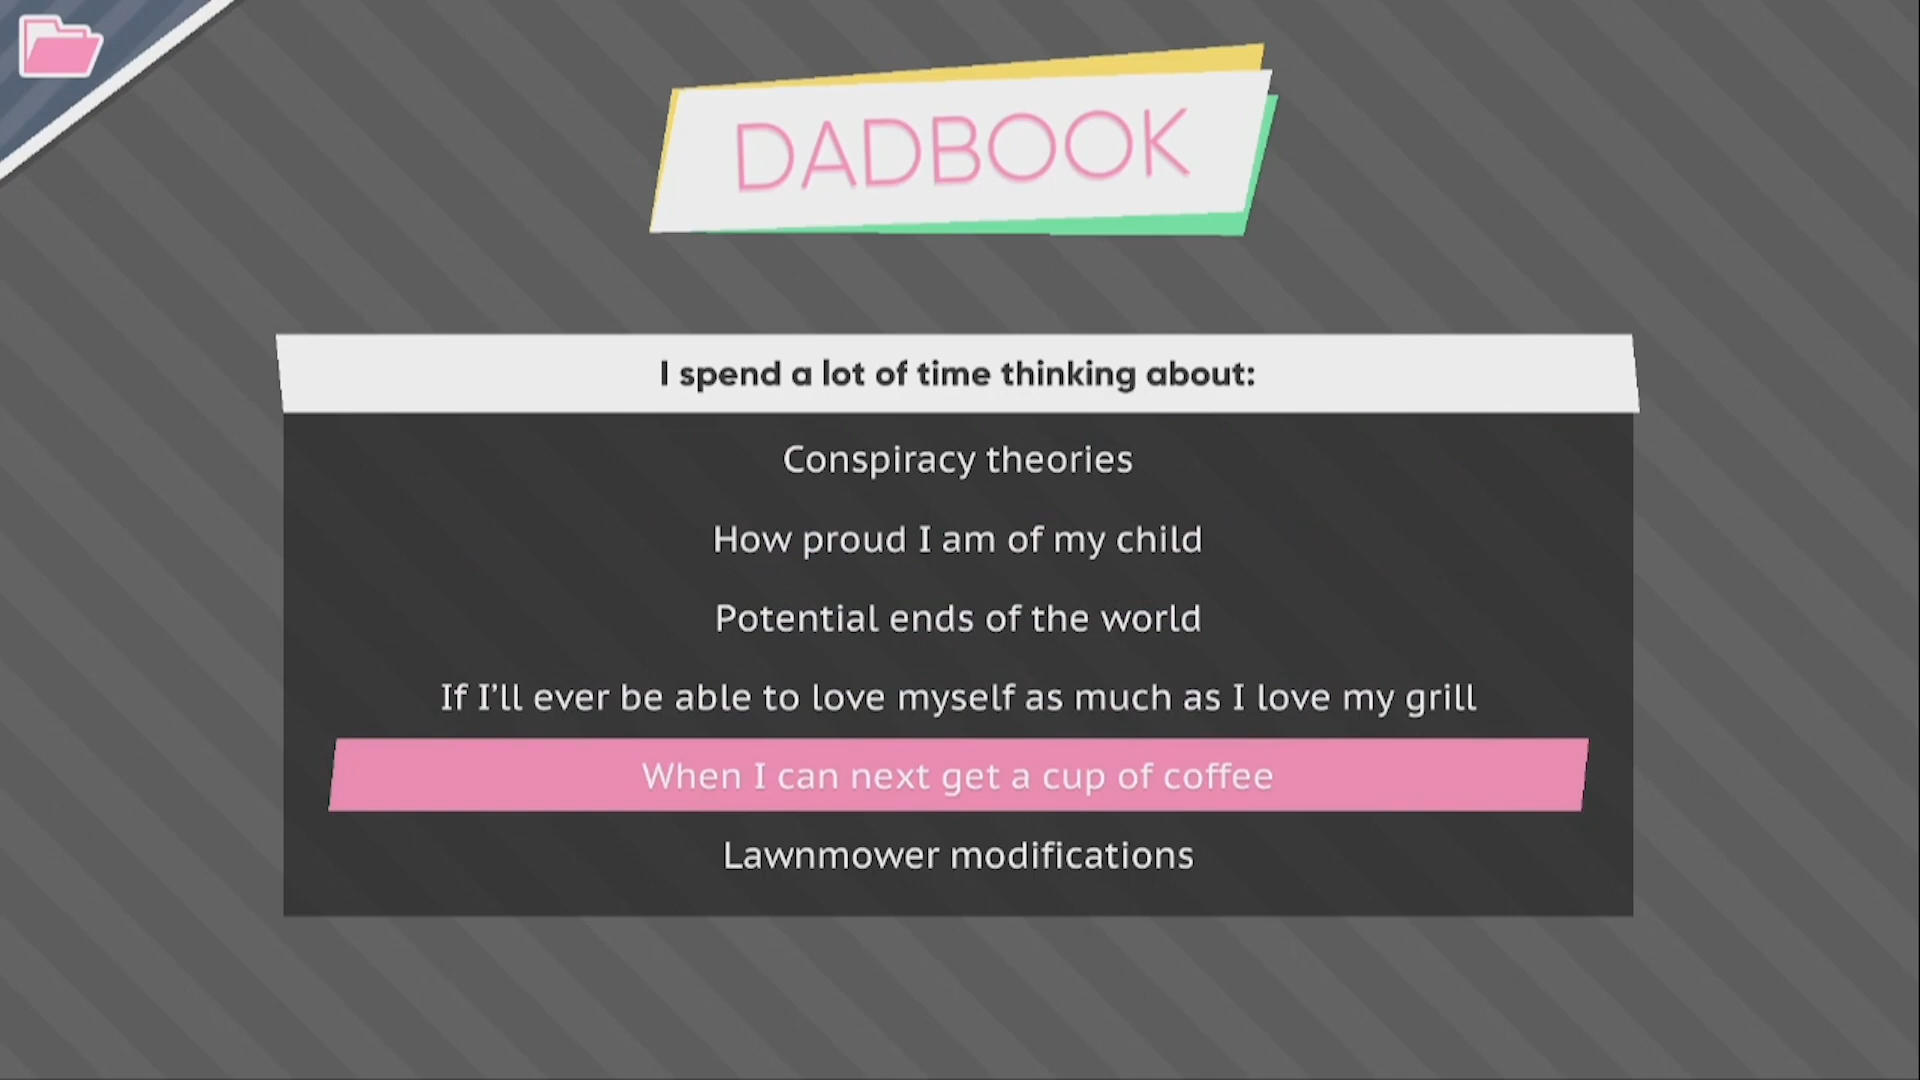 DADBOOK
I spend a lot of time thinking about:
Conspiracy theories
How proud I am of my child
Potential ends of the world
If I’ll ever be able to love myself as much as I love my grill
When I can next get a cup of coffee
Lawnmower modifications